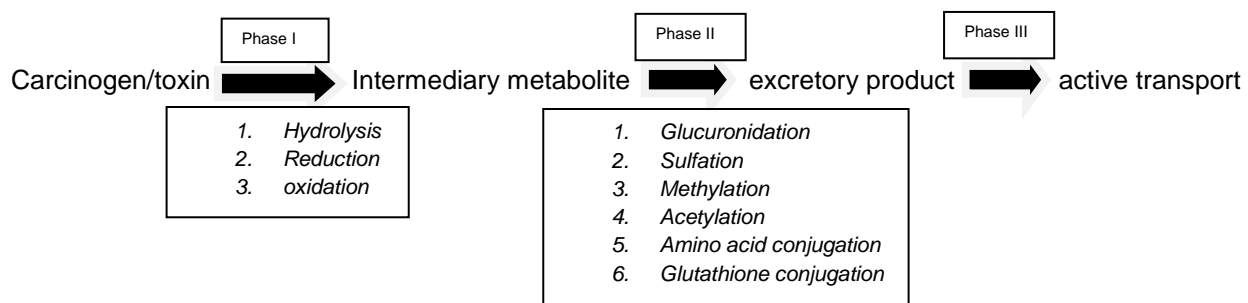 Phase I
Phase II
Phase III
Carcinogen/toxin Intermediary metabolite excretory product active transport
1. Hydrolysis
2. Reduction
3. oxidation
1. Glucuronidation
2. Sulfation
3. Methylation
4. Acetylation
5. Amino acid conjugation
6. Glutathione conjugation